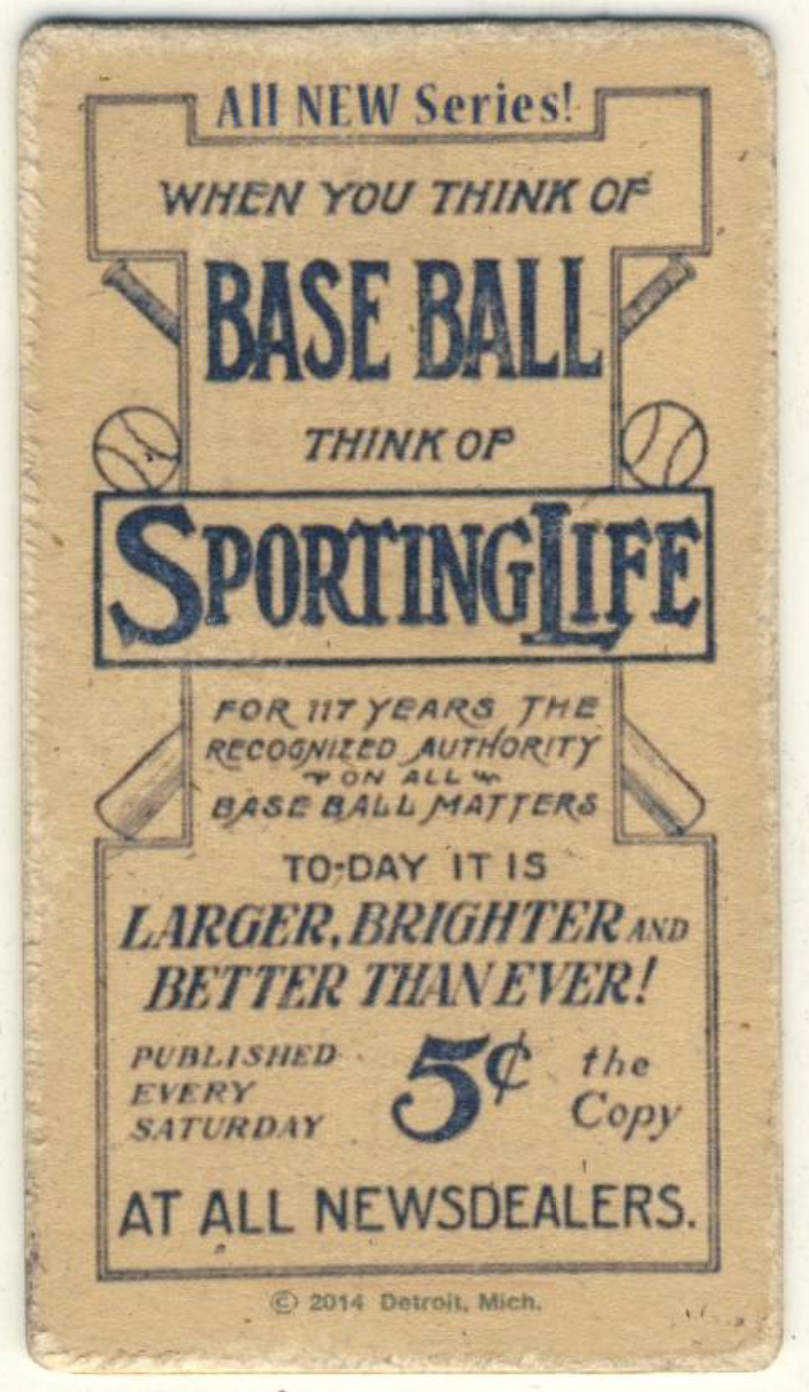 All NEW Series!
WHEN YOU THINK OF
BASE BALL
THINK OF
SPORTING LIFE
FOR 117 YEARS THE
RECOGNIZED AUTHORITY
ON ALL
BASE BALL MATTERS
TO-DAY IT IS
LARGER, BRIGHTER AND
BETTER THAN EVER!
PUBLISHED EVERY SATURDAY
5¢
the Copy
AT ALL NEWSDEALERS.
© 2014 Detroit, Mich.